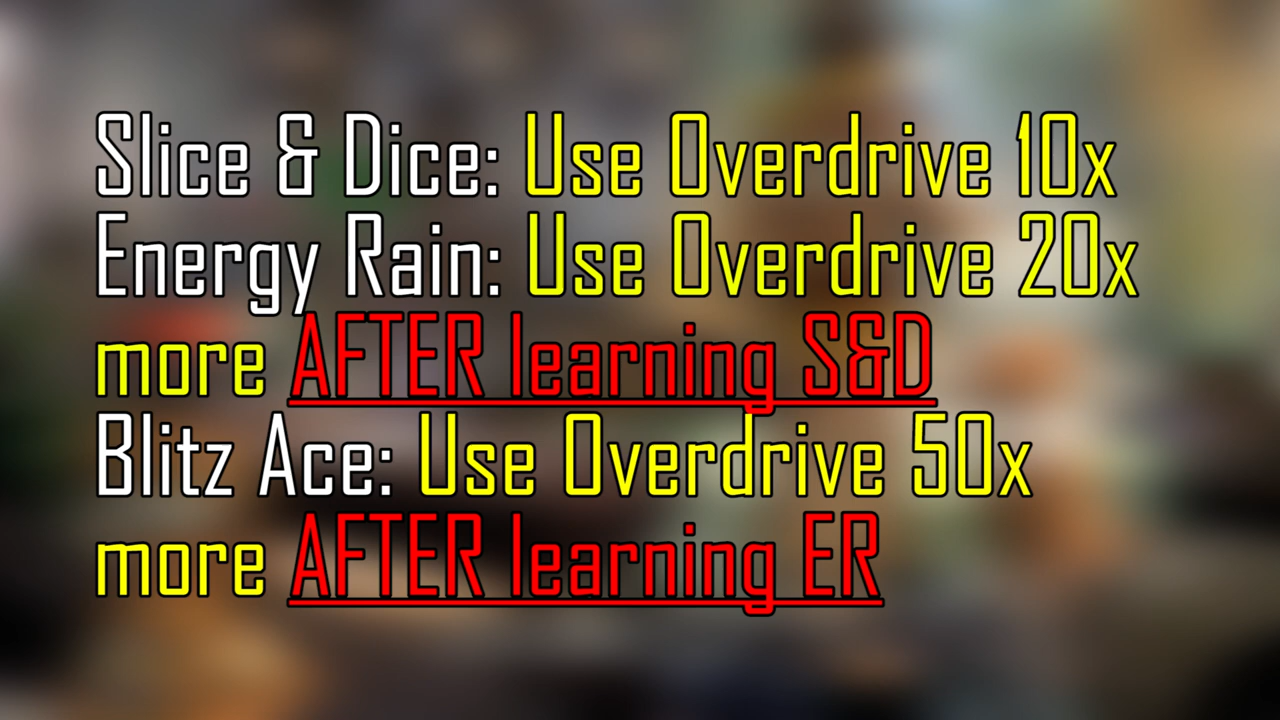 Slice & Dice: Use Overdrive 10x
Energy Rain: Use Overdrive 20x
more AFTER learning S&D
Blitz Ace: Use Overdrive 50x
more AFTER learning ER